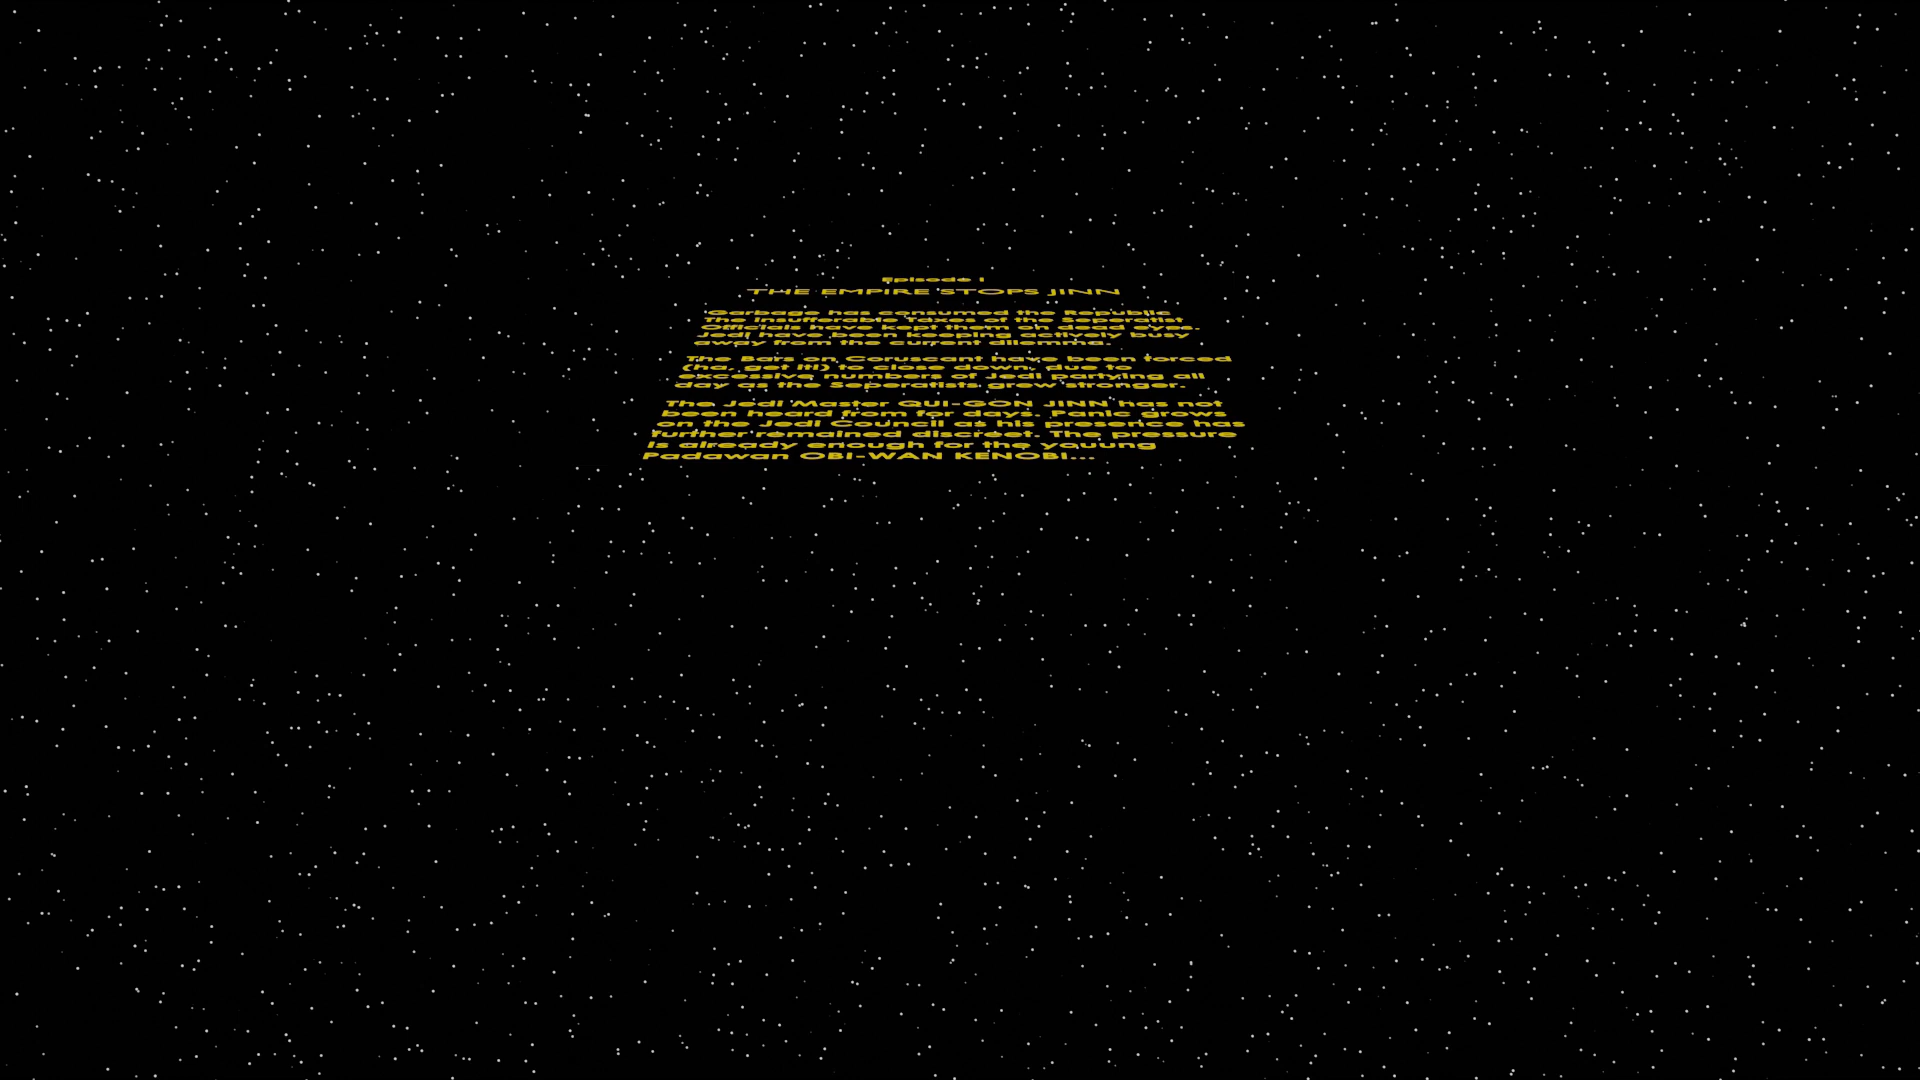 Episode I
THE EMPIRE STOPS JINN
Garbage has consumed the Republic
The Insufferable Taxes of the Seperatist
Officials have kept them on dead eyes.
Jedi have been keeping actively busy
away from the current dilemma.
The Bars on Coruscant have been forced
(ha, get it!) to close down, due to
excessive numbers of Jedi partying all
day as the Seperatists grew stronger.
The Jedi Master QUI-GON JINN has not
been heard from for days. Panic grows
on the Jedi Council as his presence has
further remained discreet. The pressure
is already enough for the yauung
Padawan OBI-WAN KENOBI...